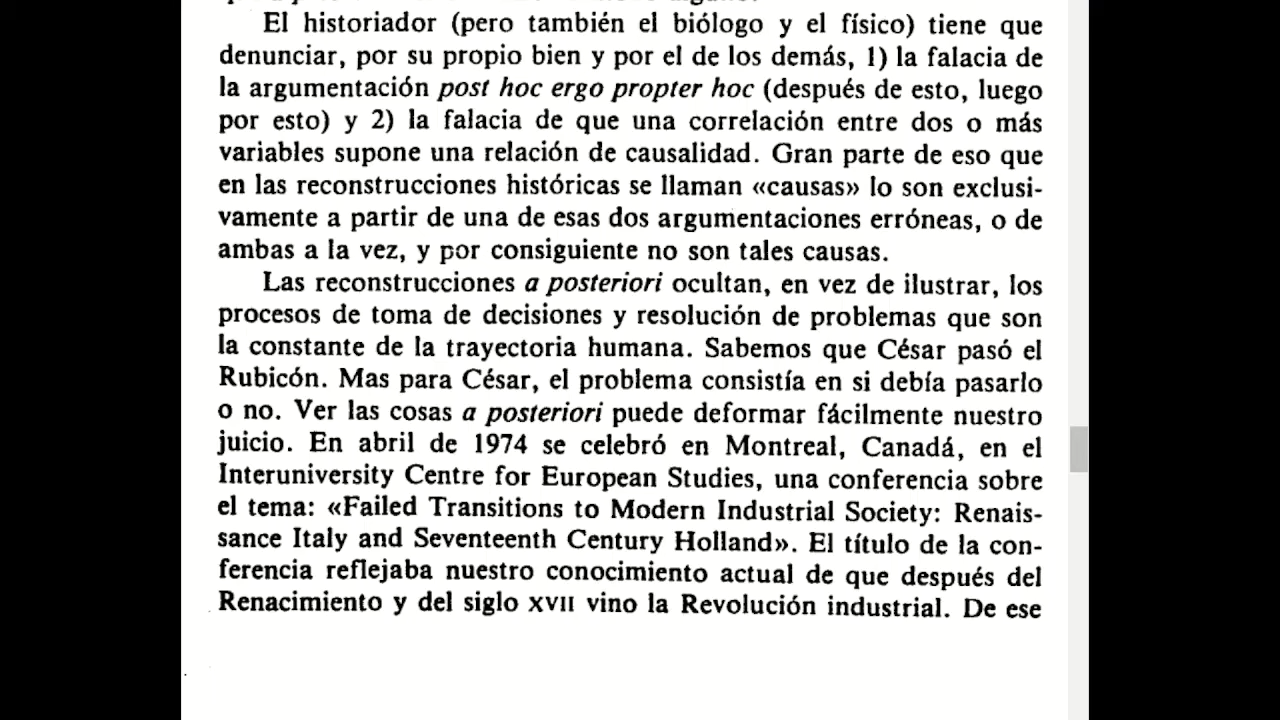 El historiador (pero también el biólogo y el físico) tiene que
denunciar, por su propio bien y por el de los demás, 1) la falacia de
la argumentación post hoc ergo propter hoc (después de esto, luego
por esto) y 2) la falacia de que una correlación entre dos o más
variables supone una relación de causalidad. Gran parte de eso que
en las reconstrucciones históricas se llaman «causas» lo son exclusi-
vamente a partir de una de esas dos argumentaciones erróneas, o de
ambas a la vez, y por consiguiente no son tales causas.
Las reconstrucciones a posteriori ocultan, en vez de ilustrar, los
procesos de toma de decisiones y resolución de problemas que son
la constante de la trayectoria humana. Sabemos que César pasó el
Rubicón. Mas para César, el problema consistía en si debía pasarlo
o no. Ver las cosas a posteriori puede deformar fácilmente nuestro
juicio. En abril de 1974 se celebró en Montreal, Canadá, en el
Interuniversity Centre for European Studies, una conferencia sobre
el tema: «Failed Transitions to Modern Industrial Society: Renais-
sance Italy and Seventeenth Century Holland». El título de la con-
ferencia reflejaba nuestro conocimiento actual de que después del
Renacimiento y del siglo XVII vino la Revolución industrial. De ese